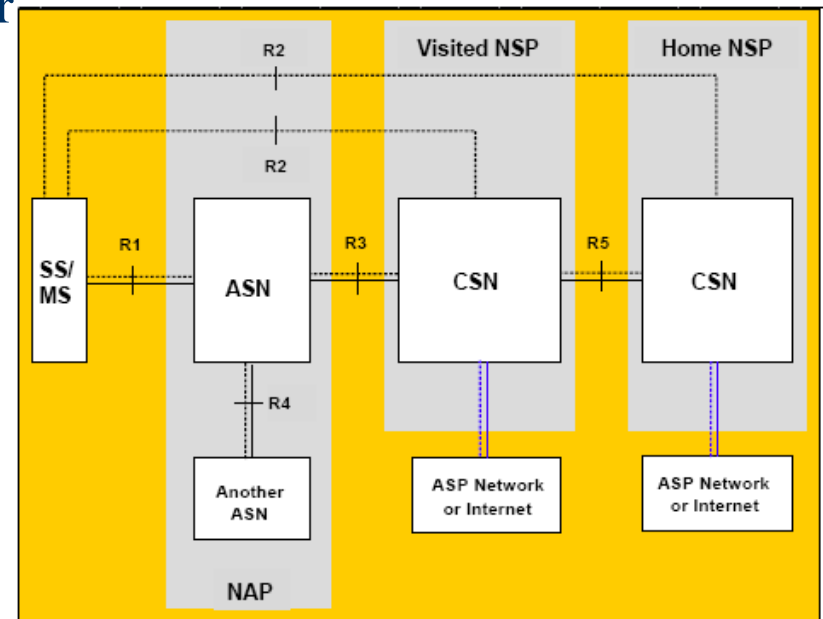 r
R2
Visited NSP
Home NSP
R2
R1
R3
R5
SS/
MS
ASN
CSN
CSN
R4
Another
ASN
ASP Network
or Internet
ASP Network
or Internet
NAP